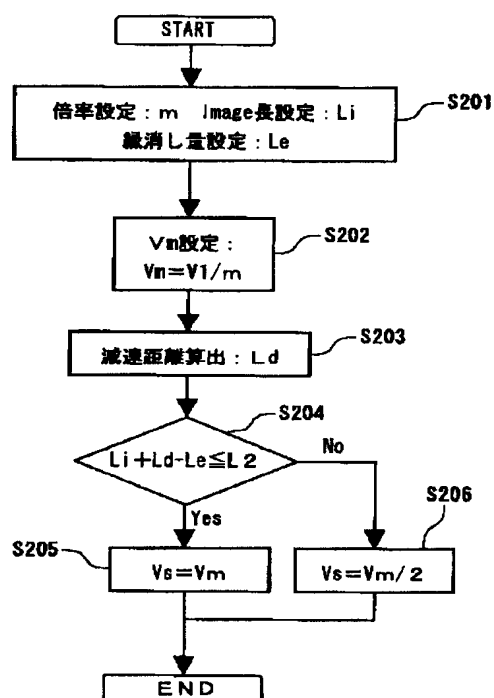 START
倍率設定：m　Image長設定：Li
縁消し量設定：Le
S201
Vm設定：
Vm=V1/m
S202
減速距離算出：Ld
S203
Li+Ld-Le≦L2
S204
No
Yes
S205
Vs=Vm
S206
Vs=Vm/2
END